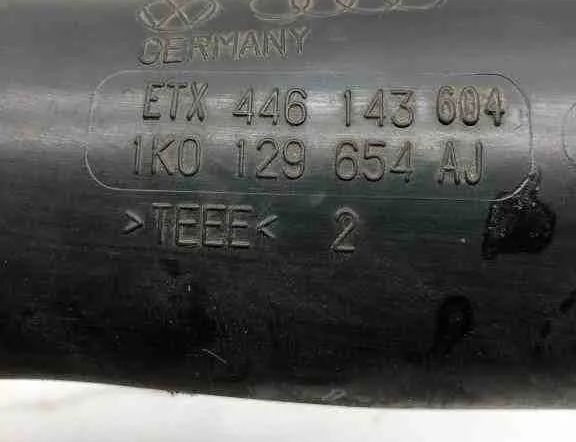 GERMANY
ETX 446 143 604
1K0 129 654 AJ
>TEEE< 2